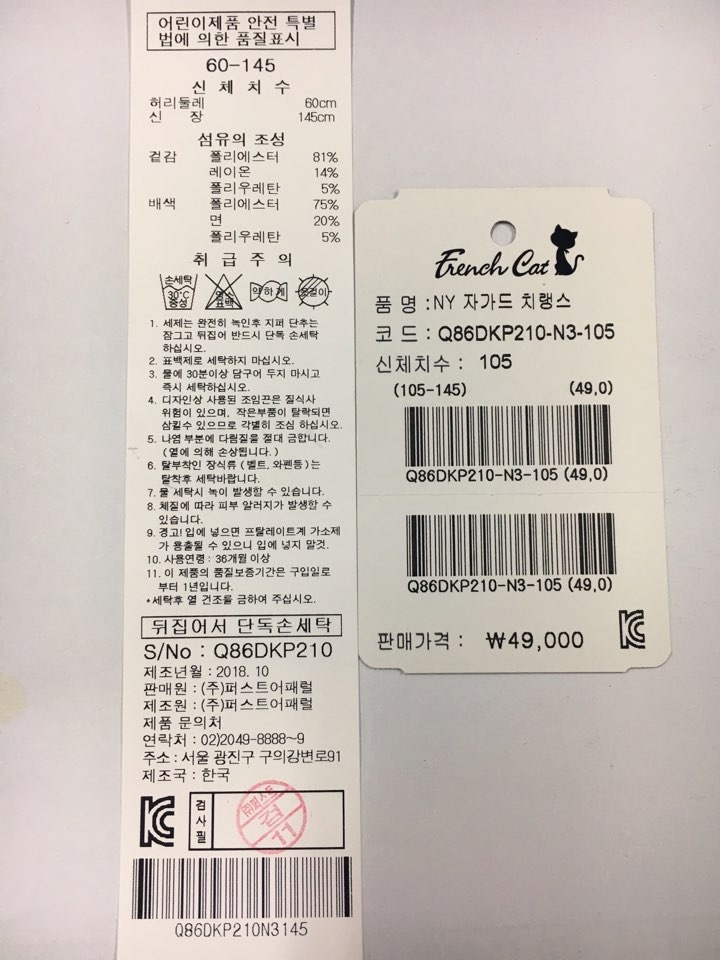 어린이제품 안전 특별
법에 의한 품질표시
60-145
신 체 치 수
허리둘레 60cm
신 장 145cm
섬유의 조성
겉감 폴리에스터 81%
레이온 14%
폴리우레탄 5%
배색 폴리에스터 75%
면 20%
폴리우레탄 5%
취 급 주 의
손세탁 30℃ 중성 염소 표백 약하게 옷걸이
1. 세제는 완전히 녹인후 지퍼 단추는
잠그고 뒤집어 반드시 단독 손세탁
하십시오.
2. 표백제로 세탁하지 마십시오.
3. 물에 30분이상 담구어 두지 마시고
즉시 세탁하십시오.
4. 디자인상 사용된 조임끈은 질식사
위험이 있으며, 작은부품이 탈락되면
삼킬수 있으므로 각별히 조심 하십시오.
5. 나염 부분에 다림질을 절대 금합니다.
(열에 의해 손상됩니다.)
6. 탈부착인 장식류 (벨트, 와펜등)는
탈착후 세탁바랍니다.
7. 물 세탁시 녹이 발생할 수 있습니다.
8. 체질에 따라 피부 알러지가 발생할 수
있습니다.
9. 경고! 입에 넣으면 프탈레이트계 가소제
가 용출될 수 있으니 입에 넣지 말것.
10. 사용연령 : 36개월 이상
11. 이 제품의 품질보증기간은 구입일로
부터 1년입니다.
*세탁후 열 건조를 금하여 주십시오.
뒤집어서 단독손세탁
S/No : Q86DKP210
제조년월 : 2018. 10
판매원 : (주)퍼스트어패럴
제조원 : (주)퍼스트어패럴
제품 문의처
연락처 : 02)2049-8888~9
주소 : 서울 광진구 구의강변로91
제조국 : 한국
검사필
11
Q86DKP210N3145
French Cat
품 명 :NY 자가드 치랭스
코 드 : Q86DKP210-N3-105
신체치수 : 105
(105-145) (49,0)
Q86DKP210-N3-105 (49,0)
Q86DKP210-N3-105 (49,0)
판매가격 : ₩49,000